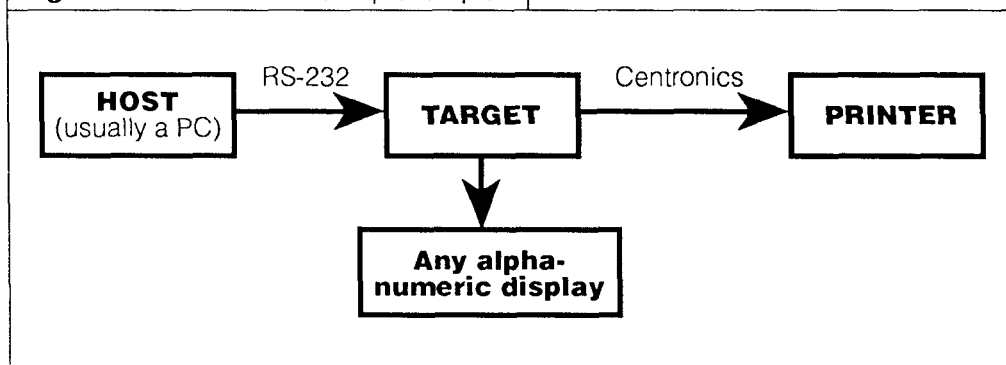 RS-232
Centronics
HOST
(usually a PC)
TARGET
PRINTER
Any alpha-
numeric display